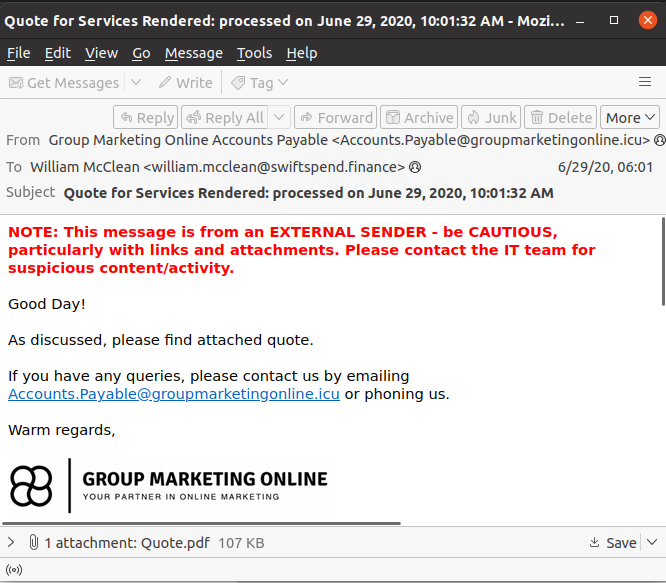 Quote for Services Rendered: processed on June 29, 2020, 10:01:32 AM - Mozi…
File Edit View Go Message Tools Help
Get Messages Write Tag
Reply Reply All Forward Archive Junk Delete More
From Group Marketing Online Accounts Payable <Accounts.Payable@groupmarketingonline.icu>
To William McClean <william.mcclean@swiftspend.finance> 6/29/20, 06:01
Subject Quote for Services Rendered: processed on June 29, 2020, 10:01:32 AM
NOTE: This message is from an EXTERNAL SENDER - be CAUTIOUS,
particularly with links and attachments. Please contact the IT team for
suspicious content/activity.
Good Day!
As discussed, please find attached quote.
If you have any queries, please contact us by emailing
Accounts.Payable@groupmarketingonline.icu or phoning us.
Warm regards,
GROUP MARKETING ONLINE
YOUR PARTNER IN ONLINE MARKETING
1 attachment: Quote.pdf 107 KB Save